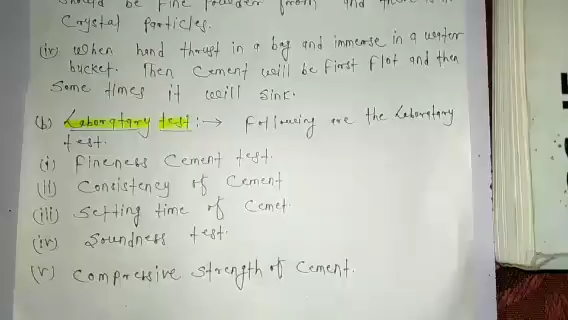 should be fine powder from and there is no
Crystal particles.
(iv) when hand thrust in a bag and immerse in a water
bucket. Then Cement will be first flot and then
Some times it will sink.
(b) Laboratary test :→ following are the Laboratary
test.
(i) fineness Cement test.
(ii) Consistency of Cement
(iii) Setting time of Cemet.
(iv) Soundness test.
(v) Compressive strength of Cement.